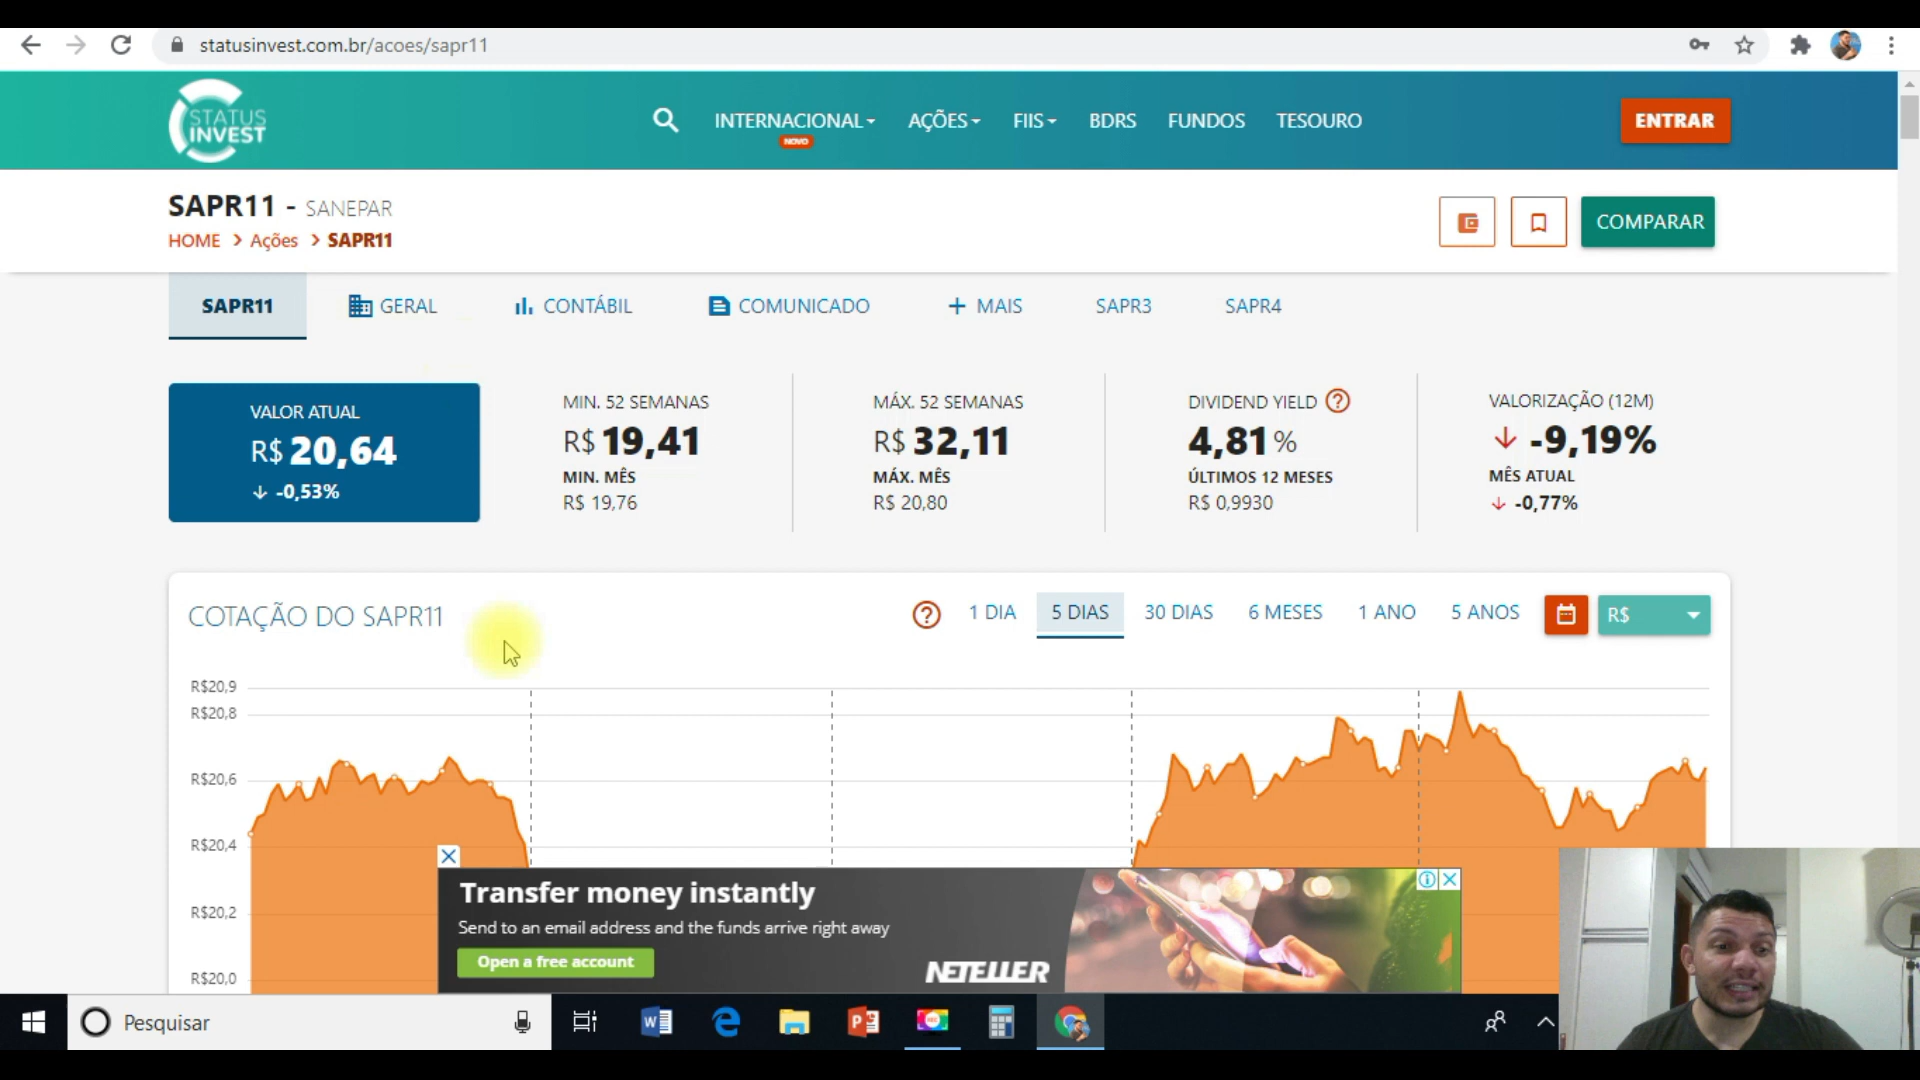 statusinvest.com.br/acoes/sapr11
STATUS
INVEST
INTERNACIONAL
NOVO
AÇÕES
FIIS
BDRS
FUNDOS
TESOURO
ENTRAR
SAPR11 - SANEPAR
HOME > Ações > SAPR11
COMPARAR
SAPR11
GERAL
CONTÁBIL
COMUNICADO
+ MAIS
SAPR3
SAPR4
VALOR ATUAL
R$ 20,64
-0,53%
MIN. 52 SEMANAS
R$ 19,41
MIN. MÊS
R$ 19,76
MÁX. 52 SEMANAS
R$ 32,11
MÁX. MÊS
R$ 20,80
DIVIDEND YIELD ?
4,81 %
ÚLTIMOS 12 MESES
R$ 0,9930
VALORIZAÇÃO (12M)
-9,19%
MÊS ATUAL
-0,77%
COTAÇÃO DO SAPR11
?
1 DIA
5 DIAS
30 DIAS
6 MESES
1 ANO
5 ANOS
R$
R$20,9
R$20,8
R$20,6
R$20,4
R$20,2
R$20,0
Transfer money instantly
Send to an email address and the funds arrive right away
Open a free account
NETELLER
Pesquisar